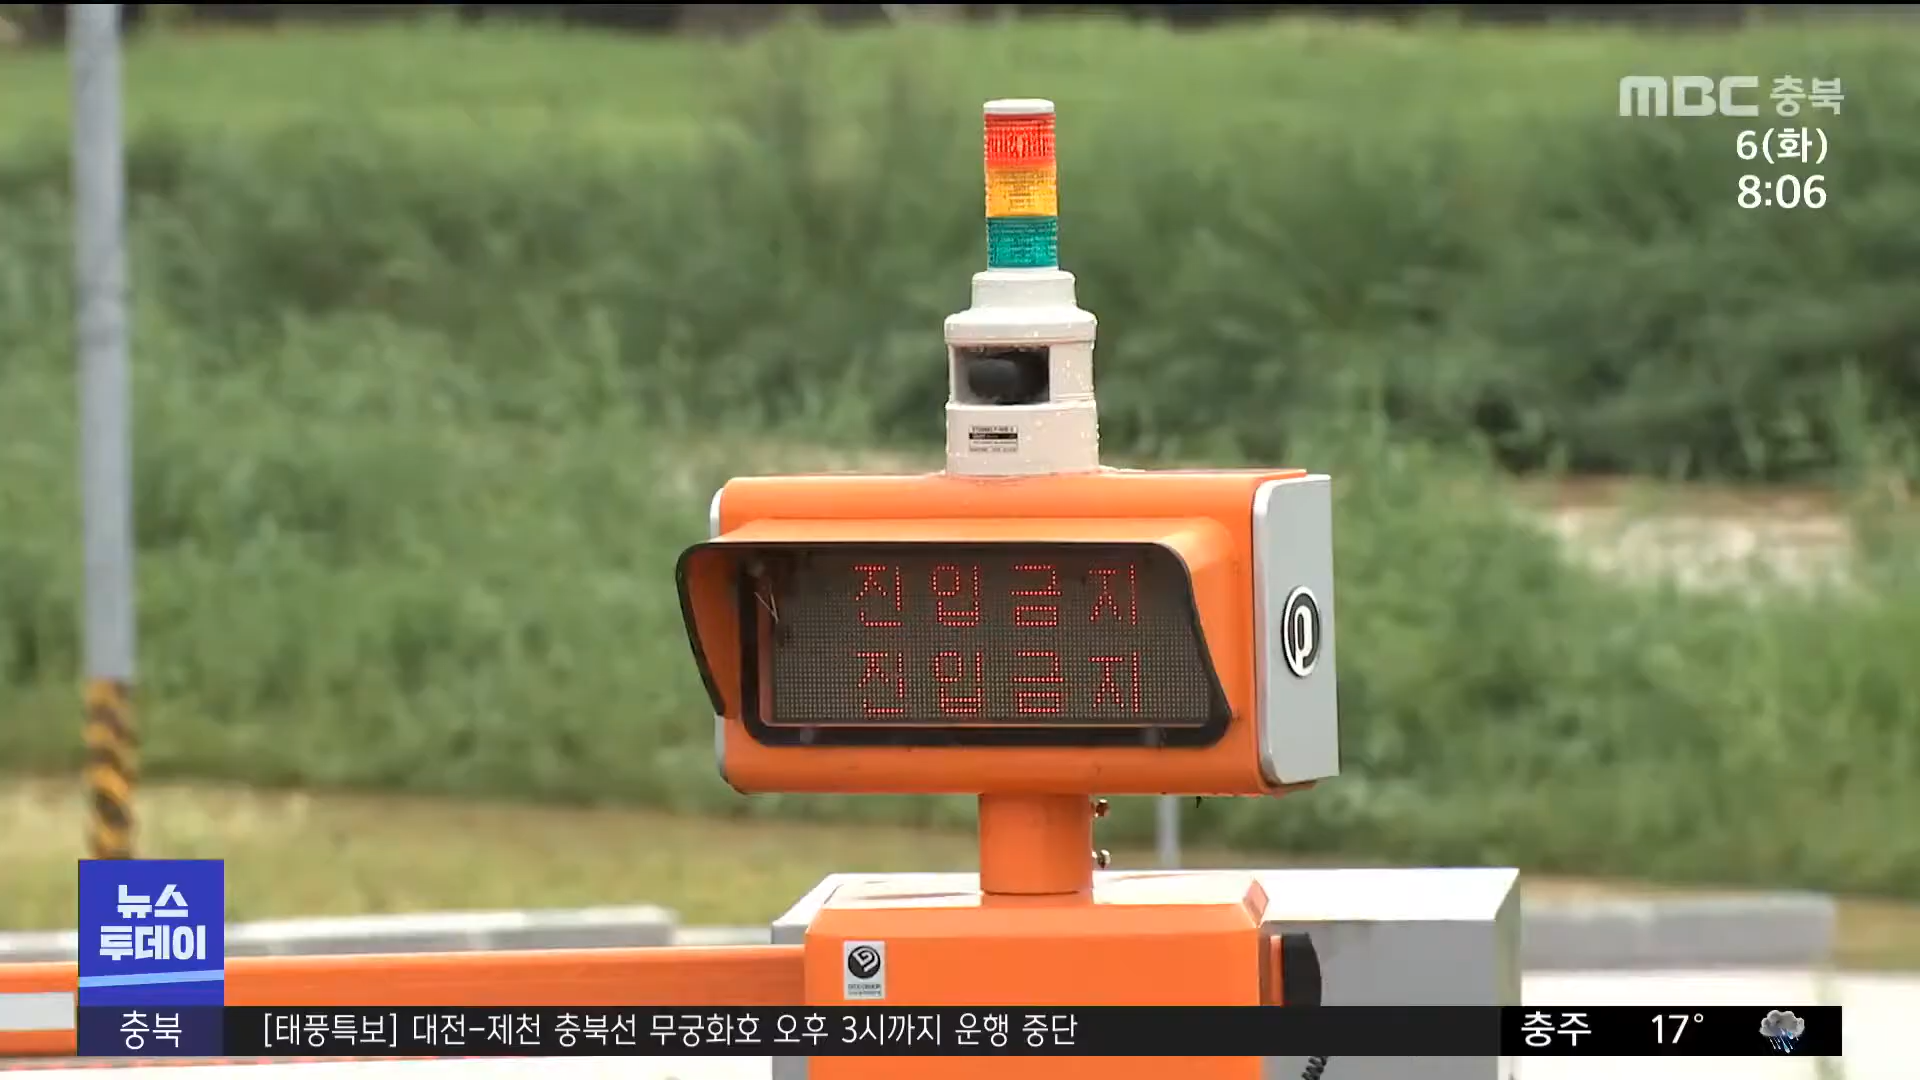 MBC 충북
6(화)
8:06
진입금지
진입금지
뉴스
투데이
충북
[태풍특보] 대전-제천 충북선 무궁화호 오후 3시까지 운행 중단
충주 17°